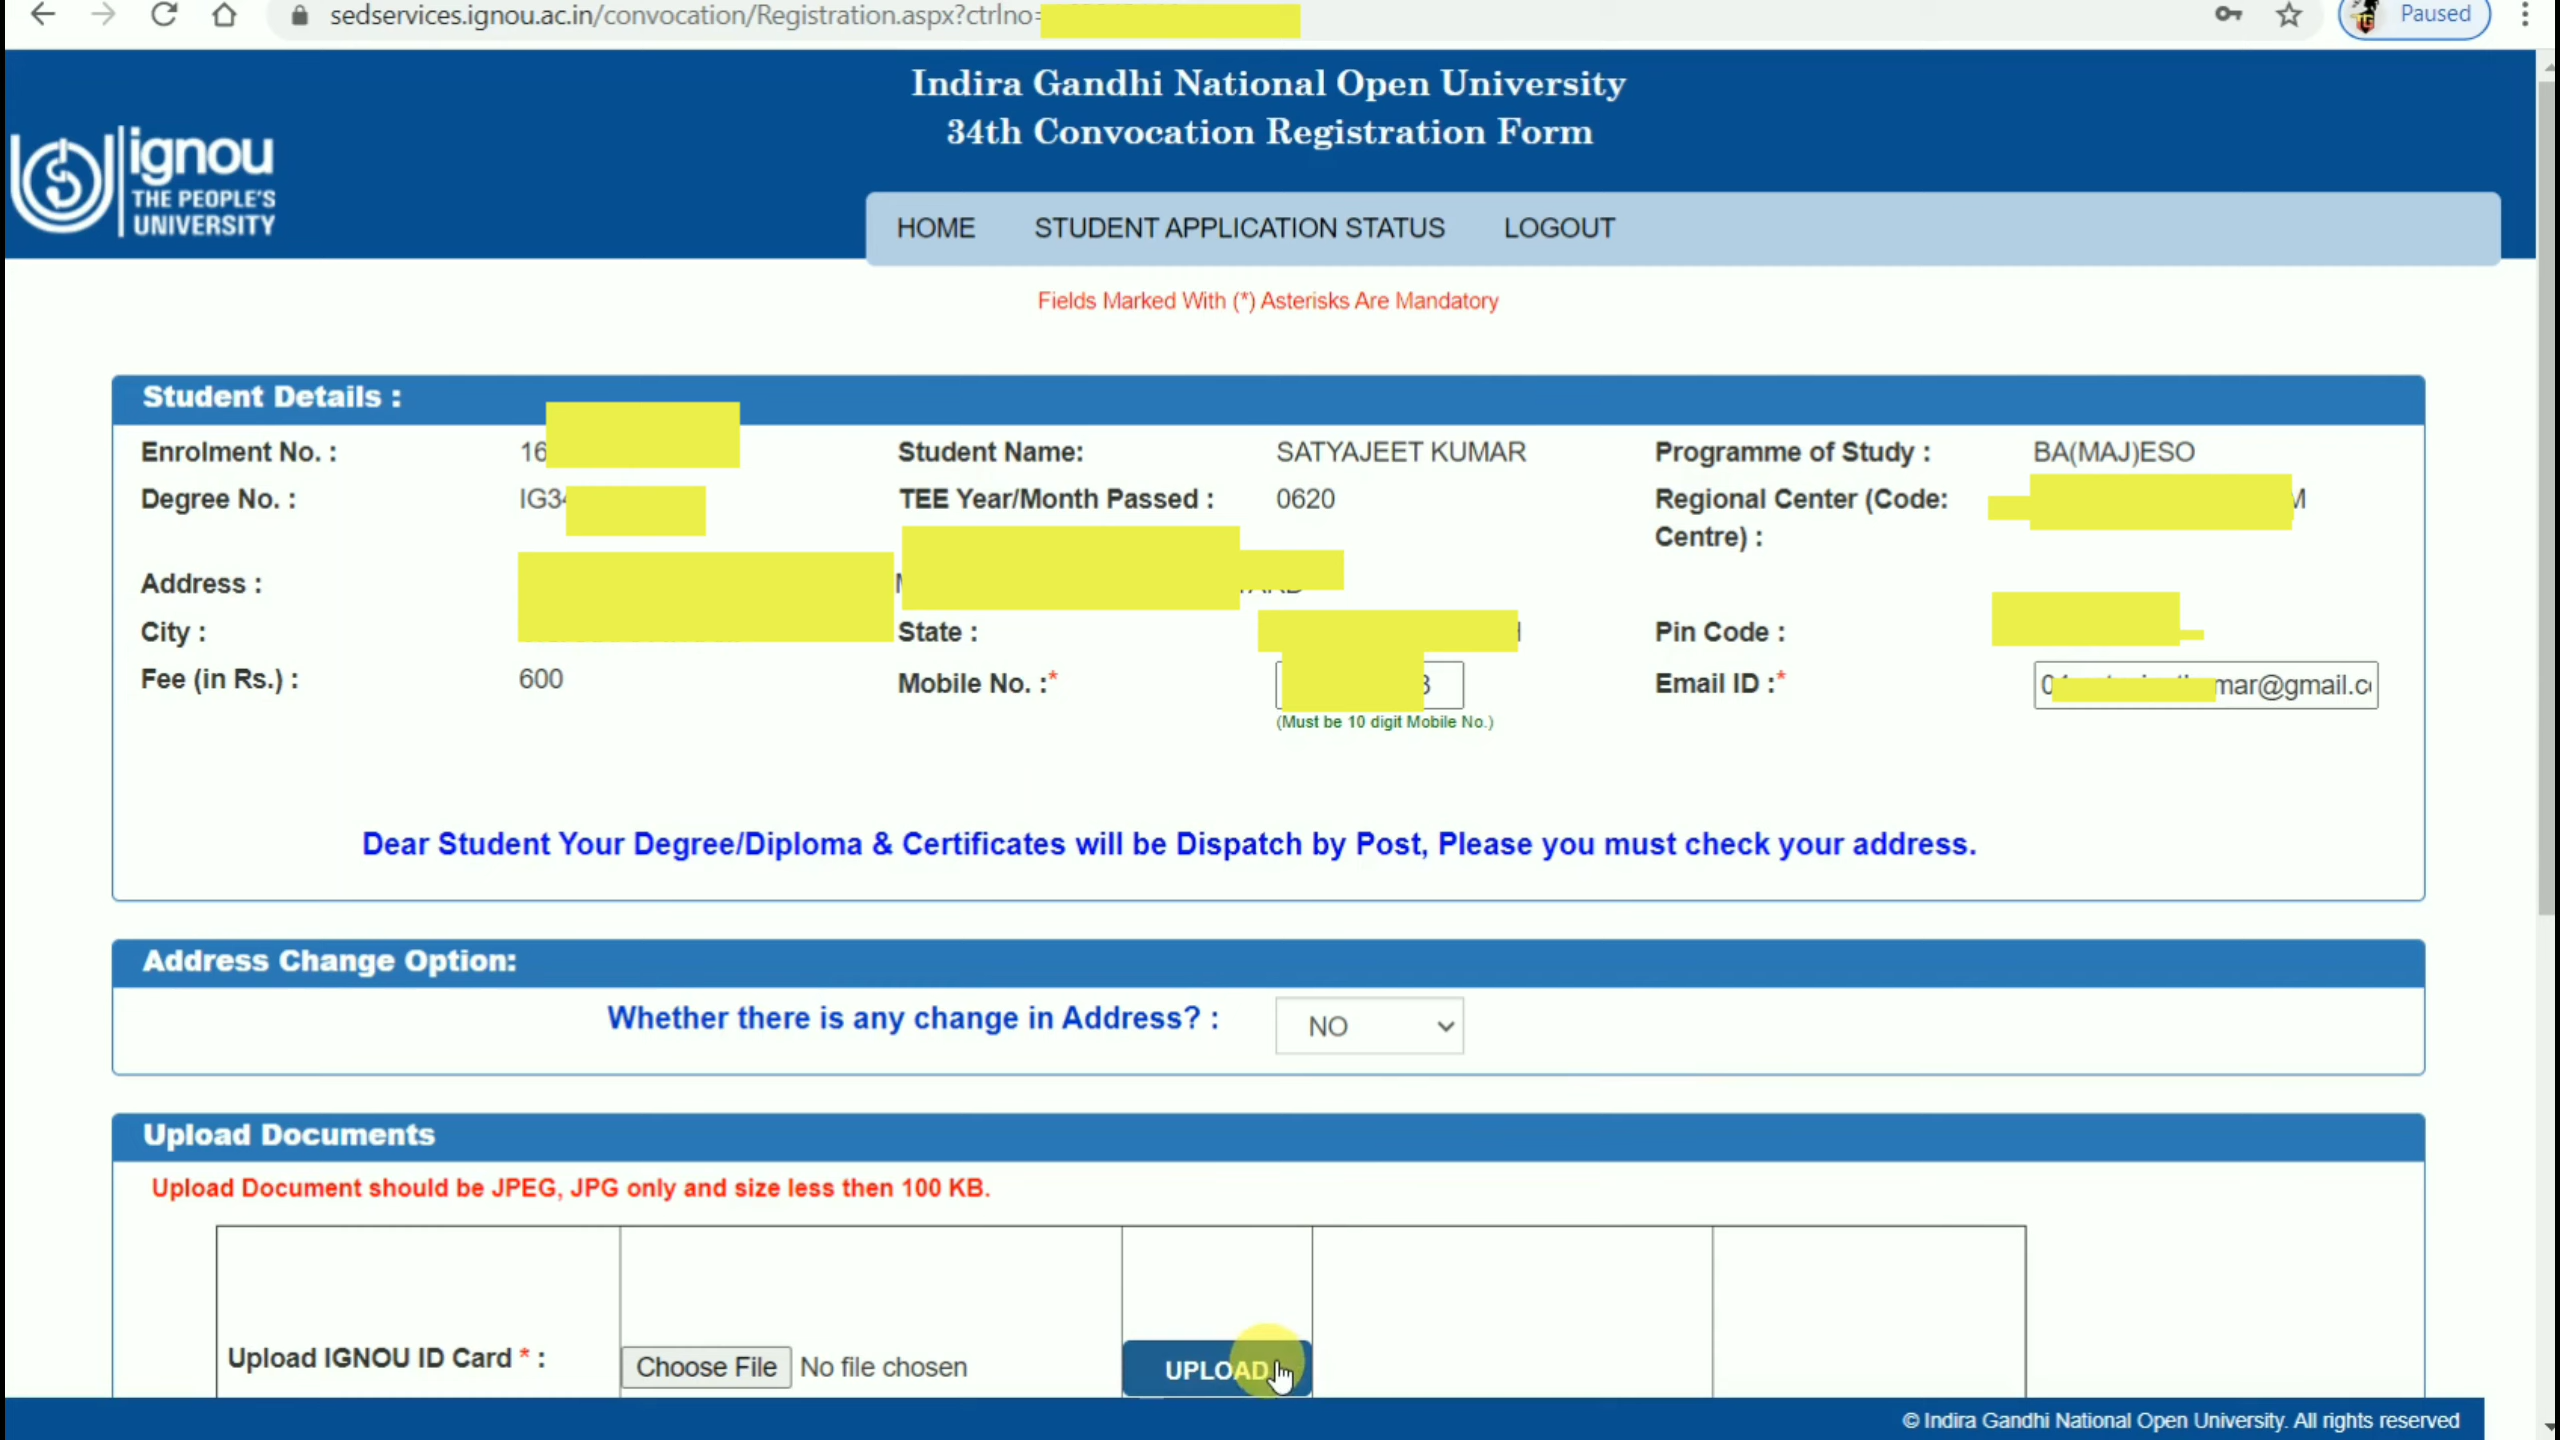 sedservices.ignou.ac.in/convocation/Registration.aspx?ctrlno=
Paused
Indira Gandhi National Open University
34th Convocation Registration Form
ignou
THE PEOPLE'S
UNIVERSITY
HOME STUDENT APPLICATION STATUS LOGOUT
Fields Marked With (*) Asterisks Are Mandatory
Student Details :
Enrolment No. : 16 Student Name: SATYAJEET KUMAR Programme of Study : BA(MAJ)ESO
Degree No. : IG34 TEE Year/Month Passed : 0620 Regional Center (Code: M
Centre) :
Address :
City : State : Pin Code :
Fee (in Rs.) : 600 Mobile No. :* 3 Email ID :* mar@gmail.c
(Must be 10 digit Mobile No.)
Dear Student Your Degree/Diploma & Certificates will be Dispatch by Post, Please you must check your address.
Address Change Option:
Whether there is any change in Address? : NO
Upload Documents
Upload Document should be JPEG, JPG only and size less then 100 KB.
Upload IGNOU ID Card * : Choose File No file chosen UPLOAD
© Indira Gandhi National Open University. All rights reserved